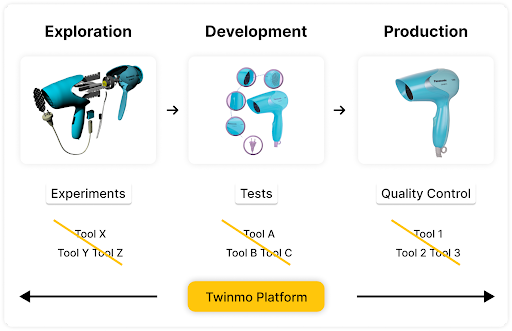 Exploration
Development
Production
Experiments
Tests
Quality Control
Tool X
Tool Y Tool Z
Tool A
Tool B Tool C
Tool 1
Tool 2 Tool 3
Twinmo Platform